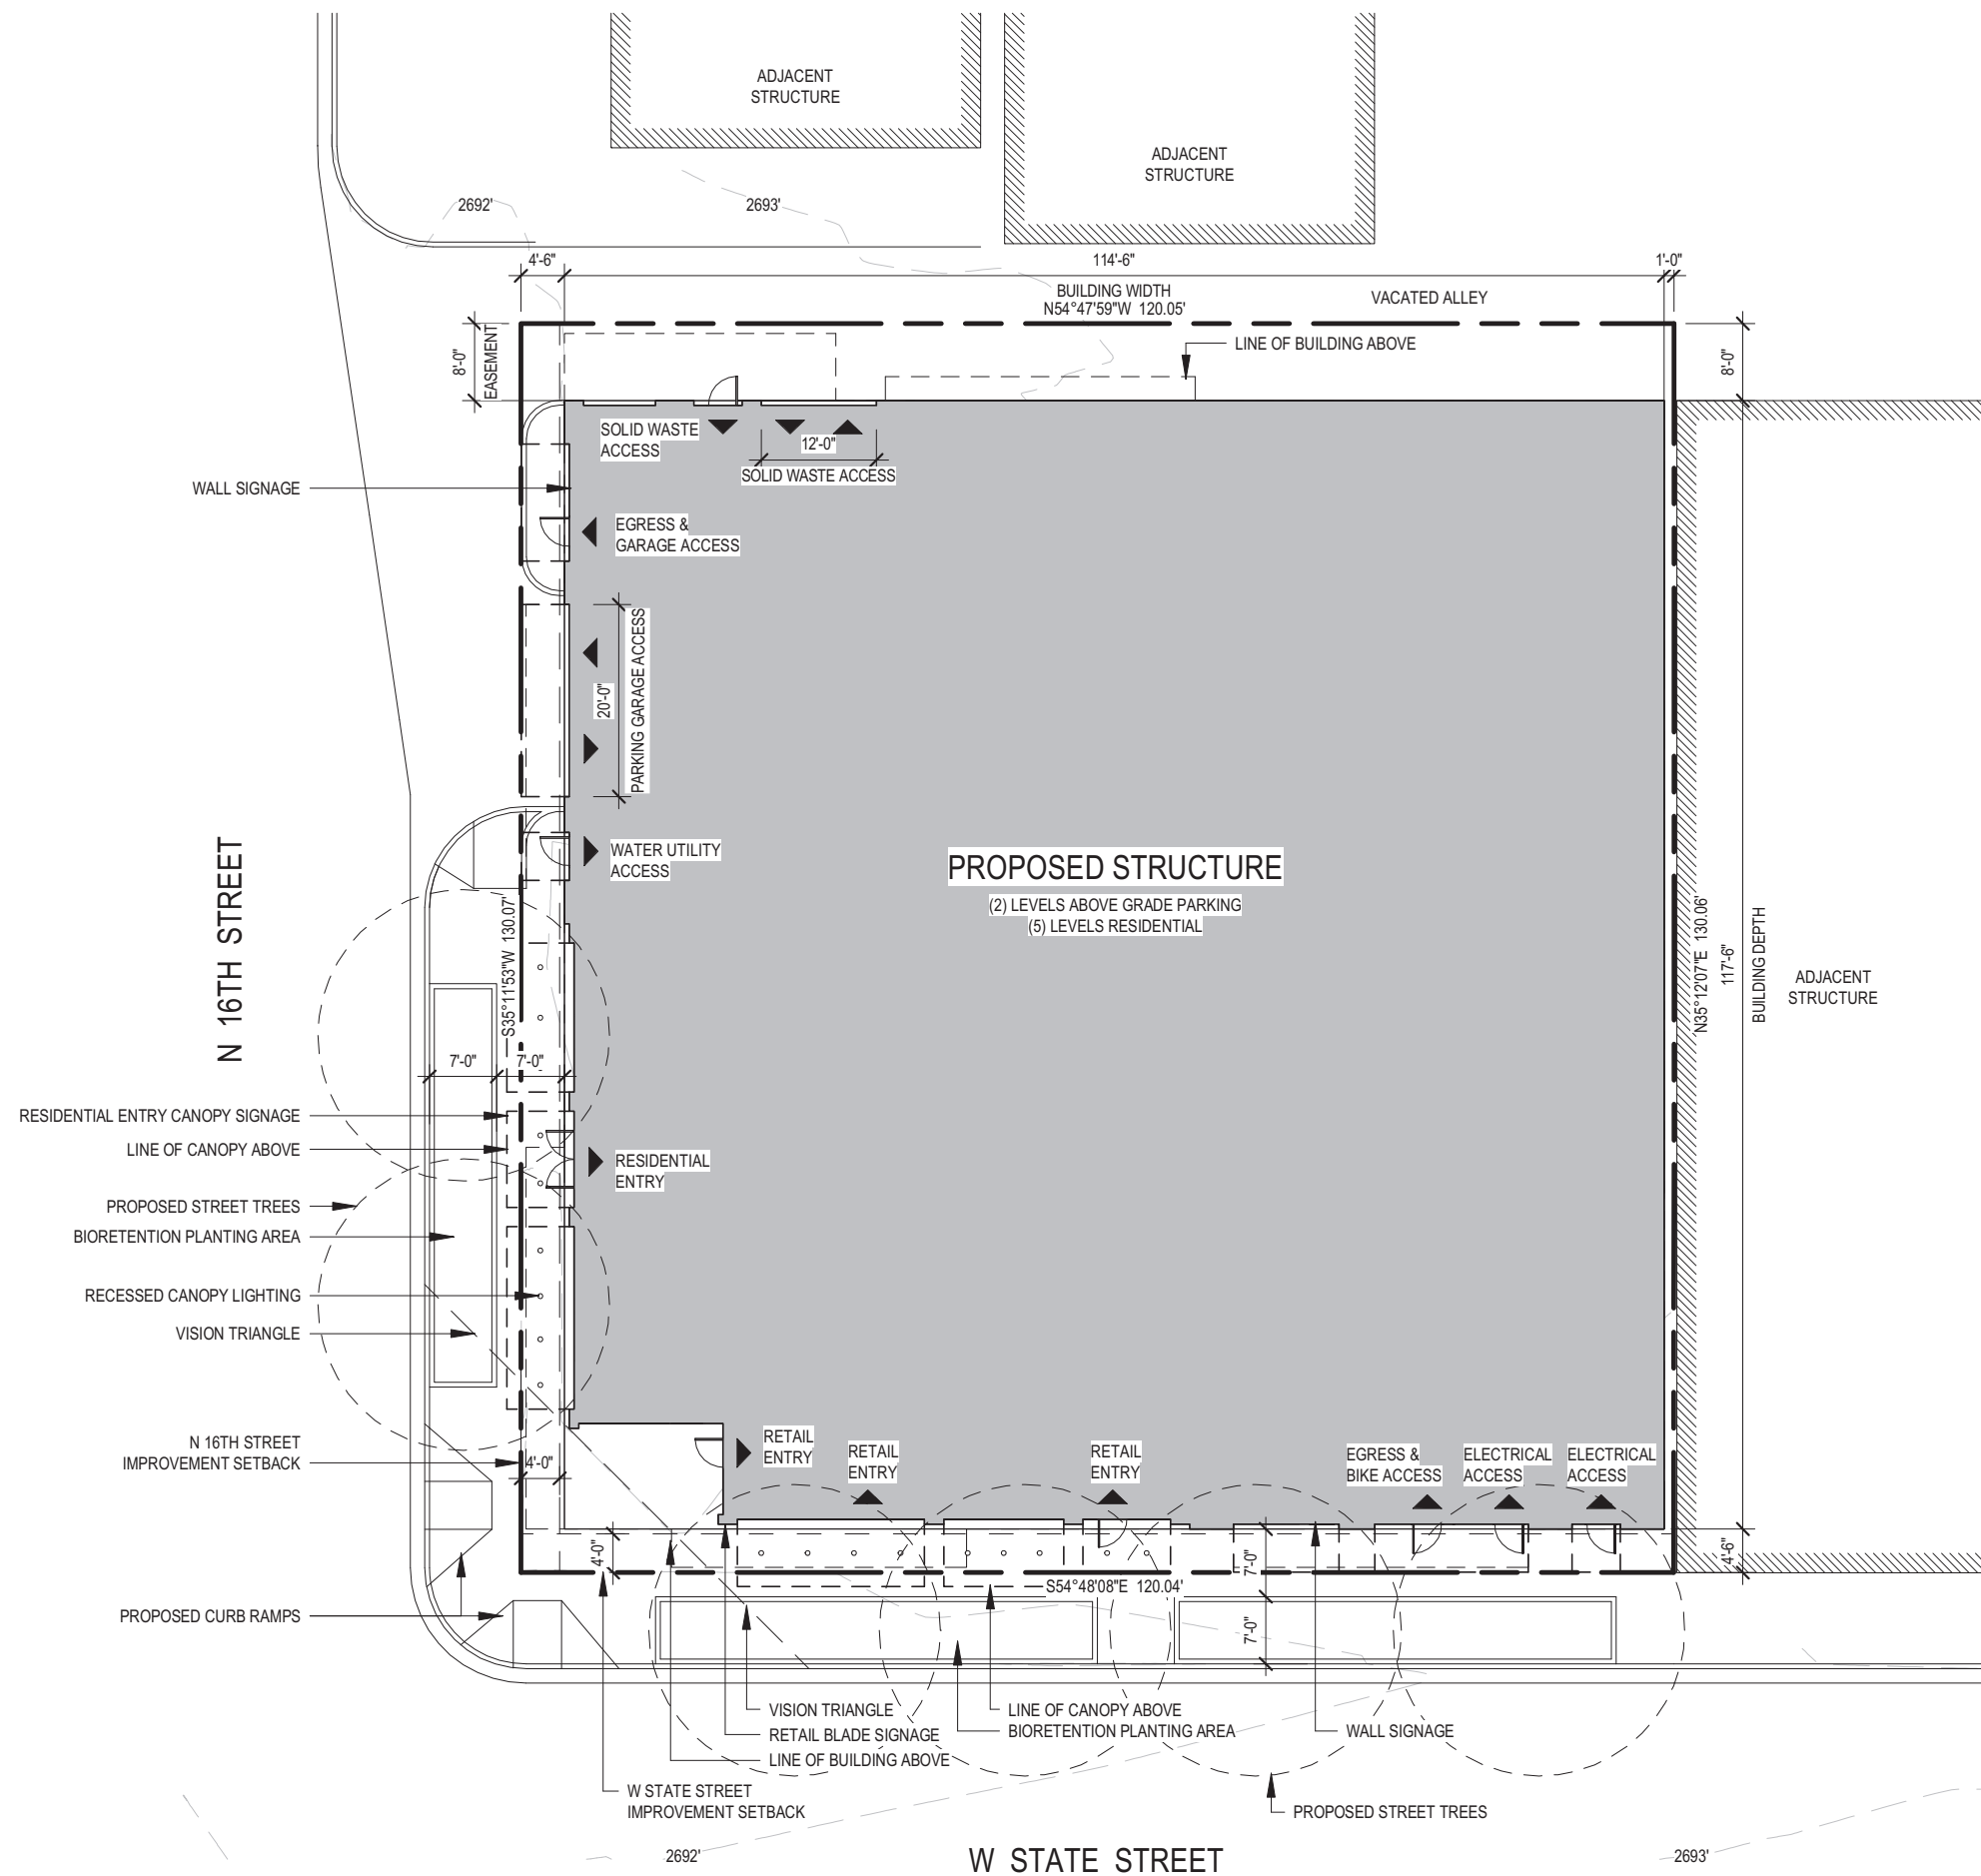 ADJACENT
STRUCTURE
ADJACENT
STRUCTURE
2692'
2693'
4'-6"
114'-6"
1'-0"
BUILDING WIDTH
N54°47'59"W 120.05'
VACATED ALLEY
8'-0"
EASEMENT
LINE OF BUILDING ABOVE
8'-0"
SOLID WASTE
ACCESS
12'-0"
SOLID WASTE ACCESS
WALL SIGNAGE
EGRESS &
GARAGE ACCESS
20'-0"
PARKING GARAGE ACCESS
WATER UTILITY
ACCESS
N 16TH STREET
PROPOSED STRUCTURE
(2) LEVELS ABOVE GRADE PARKING
(5) LEVELS RESIDENTIAL
S35°11'53"W 130.07'
N35°12'07"E 130.06'
117'-6"
BUILDING DEPTH
ADJACENT
STRUCTURE
7'-0"
7'-0"
RESIDENTIAL ENTRY CANOPY SIGNAGE
LINE OF CANOPY ABOVE
RESIDENTIAL
ENTRY
PROPOSED STREET TREES
BIORETENTION PLANTING AREA
RECESSED CANOPY LIGHTING
VISION TRIANGLE
N 16TH STREET
IMPROVEMENT SETBACK
4'-0"
RETAIL
ENTRY
RETAIL
ENTRY
RETAIL
ENTRY
EGRESS &
BIKE ACCESS
ELECTRICAL
ACCESS
ELECTRICAL
ACCESS
4'-0"
7'-0"
4'-6"
S54°48'08"E 120.04'
PROPOSED CURB RAMPS
7'-0"
VISION TRIANGLE
RETAIL BLADE SIGNAGE
LINE OF BUILDING ABOVE
LINE OF CANOPY ABOVE
BIORETENTION PLANTING AREA
WALL SIGNAGE
W STATE STREET
IMPROVEMENT SETBACK
PROPOSED STREET TREES
2692'
W STATE STREET
2693'